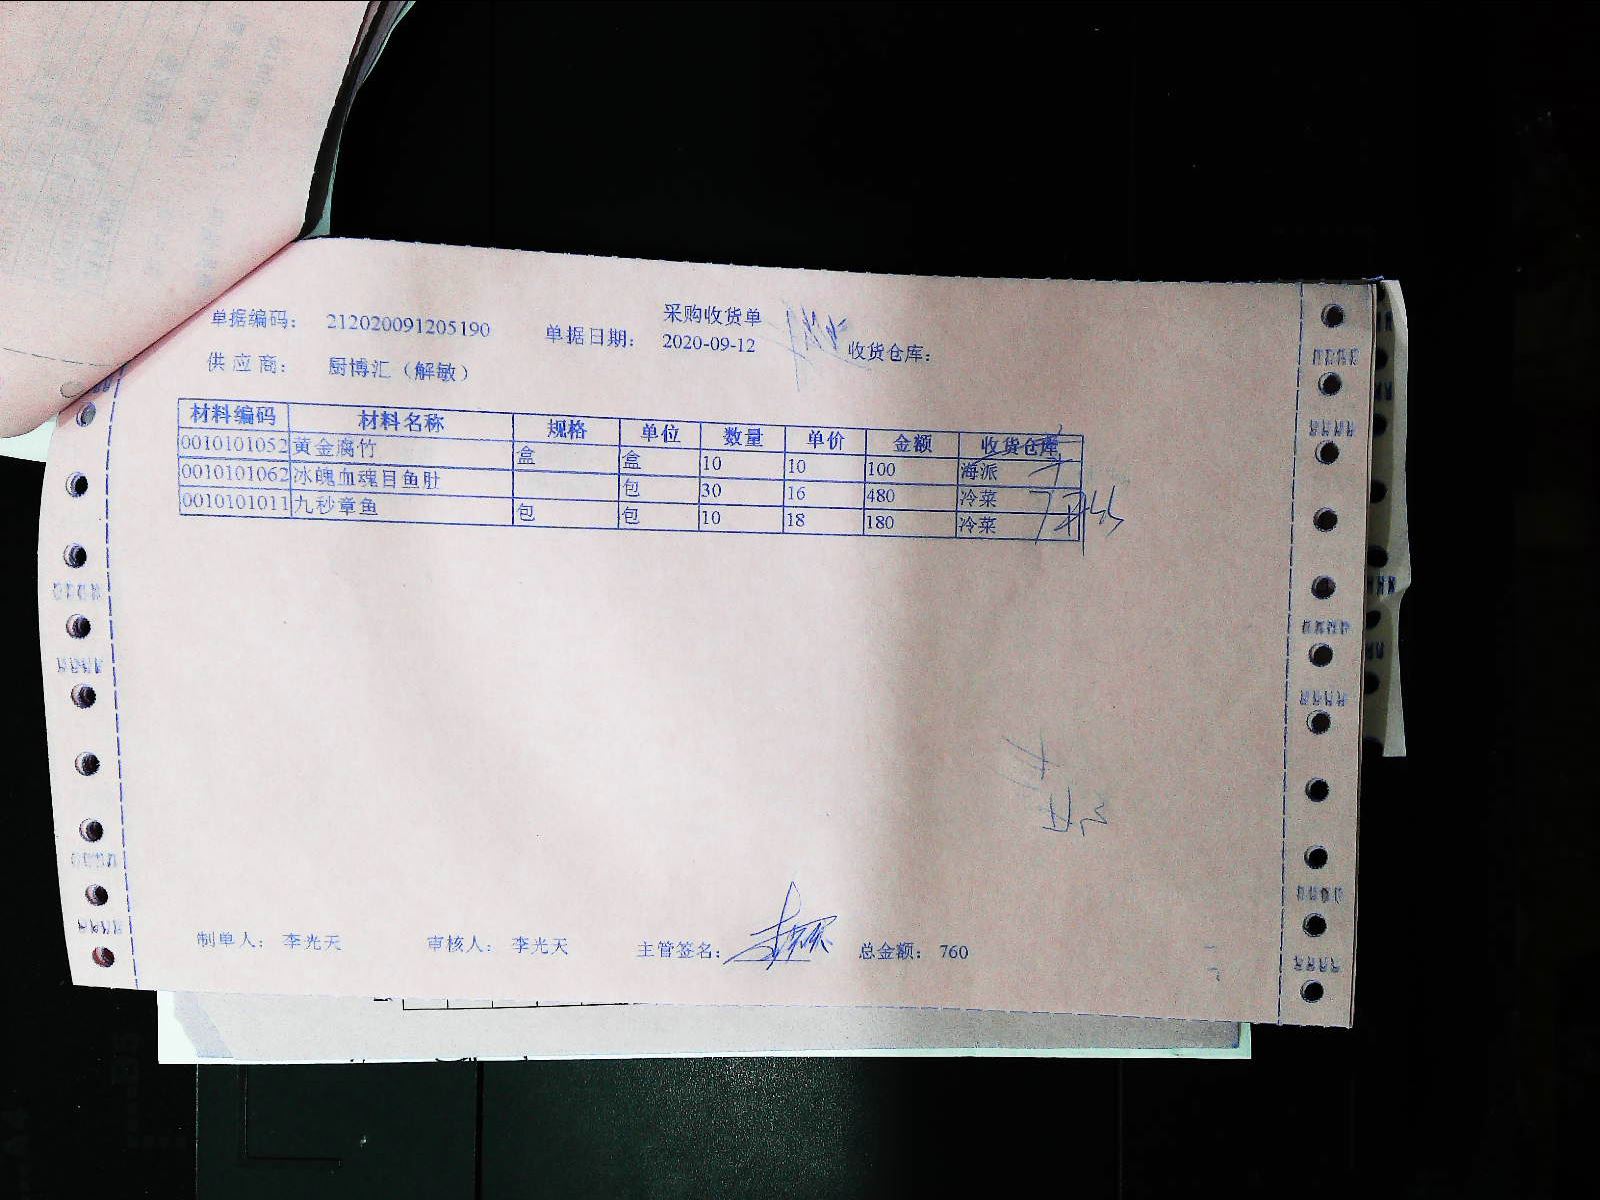 采购收货单
单据编码： 212020091205190 单据日期： 2020-09-12 收货仓库：
供应商： 厨博汇（解敏）
材料编码 材料名称 规格 单位 数量 单价 金额 收货仓库
0010101052 黄金腐竹 盒 盒 10 10 100 海派
0010101062 冰魄血魂目鱼肚 包 30 16 480 冷菜
0010101011 九秒章鱼 包 包 10 18 180 冷菜
制单人： 李光天 审核人： 李光天 主管签名： 总金额： 760